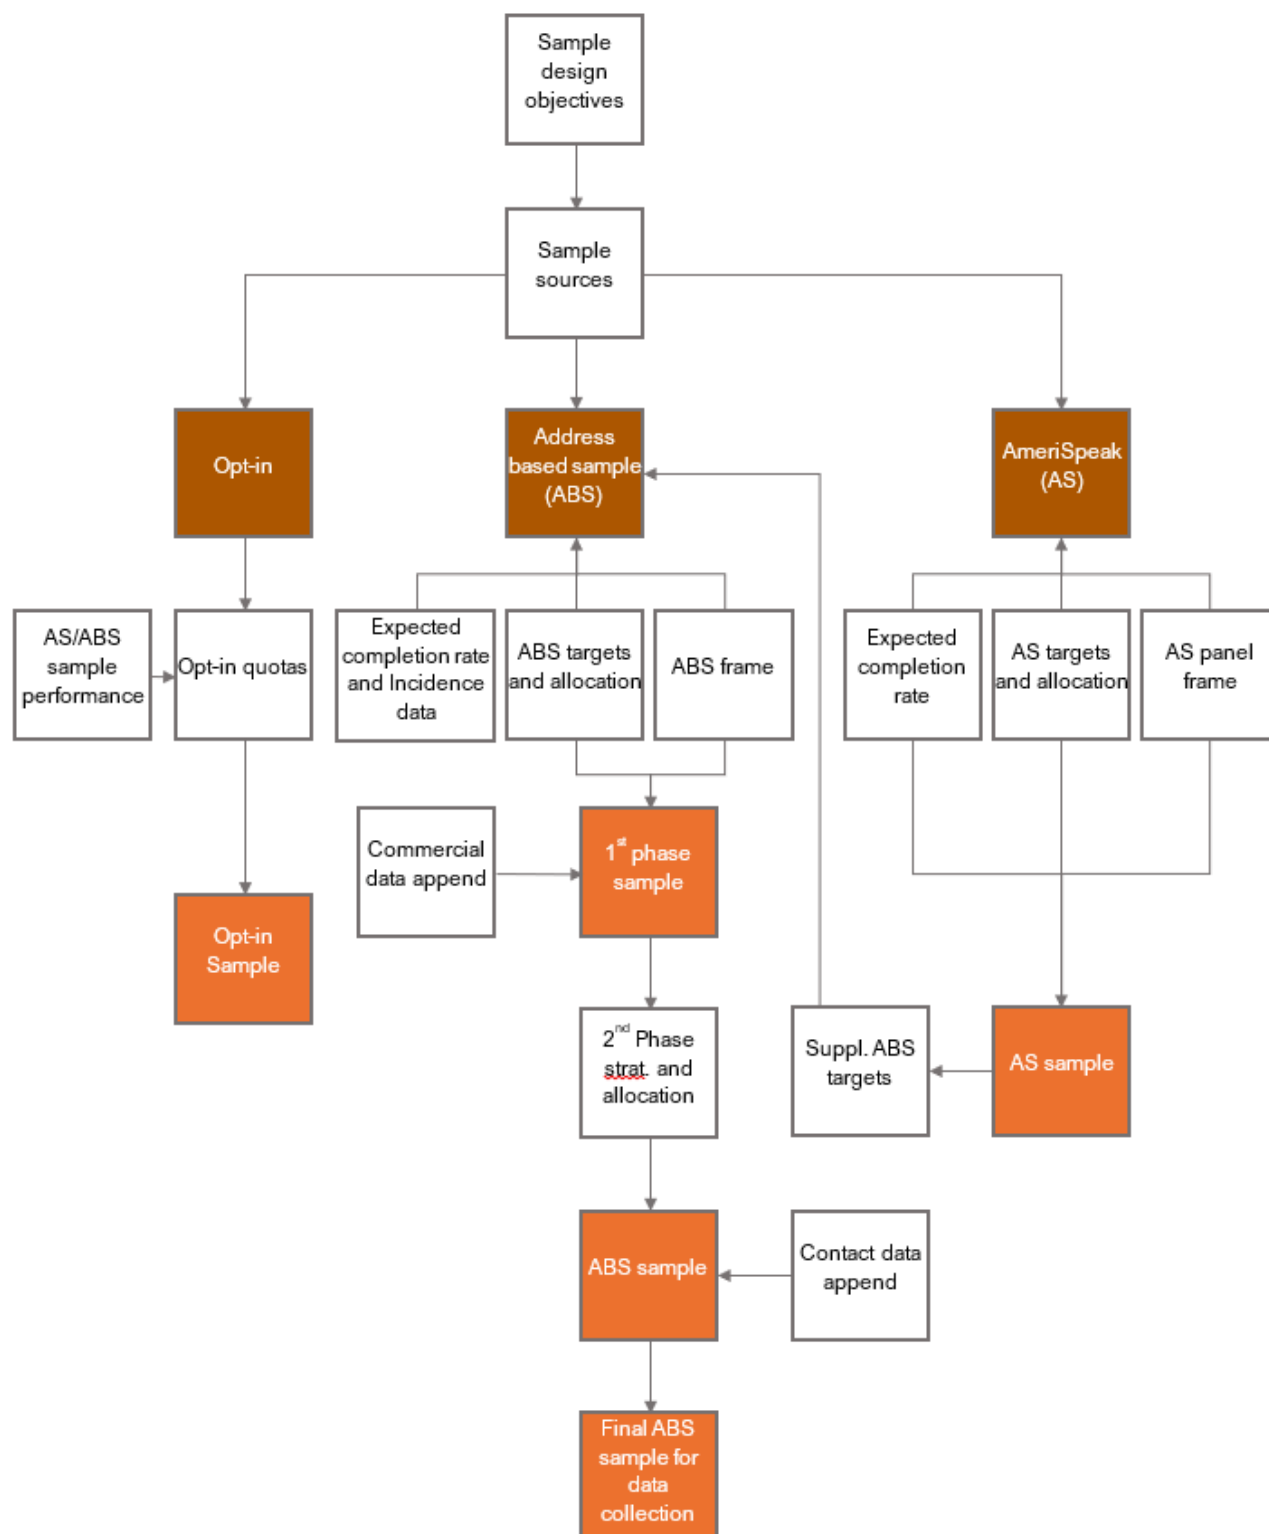 Sample
design
objectives
Sample
sources
Opt-in
Address
based sample
(ABS)
AmeriSpeak
(AS)
AS/ABS
sample
performance
Opt-in quotas
Expected
completion rate
and Incidence
data
ABS targets
and allocation
ABS frame
Expected
completion
rate
AS targets
and allocation
AS panel
frame
Commercial
data append
1st phase
sample
Opt-in
Sample
2nd Phase
strat. and
allocation
Suppl. ABS
targets
AS sample
ABS sample
Contact data
append
Final ABS
sample for
data
collection